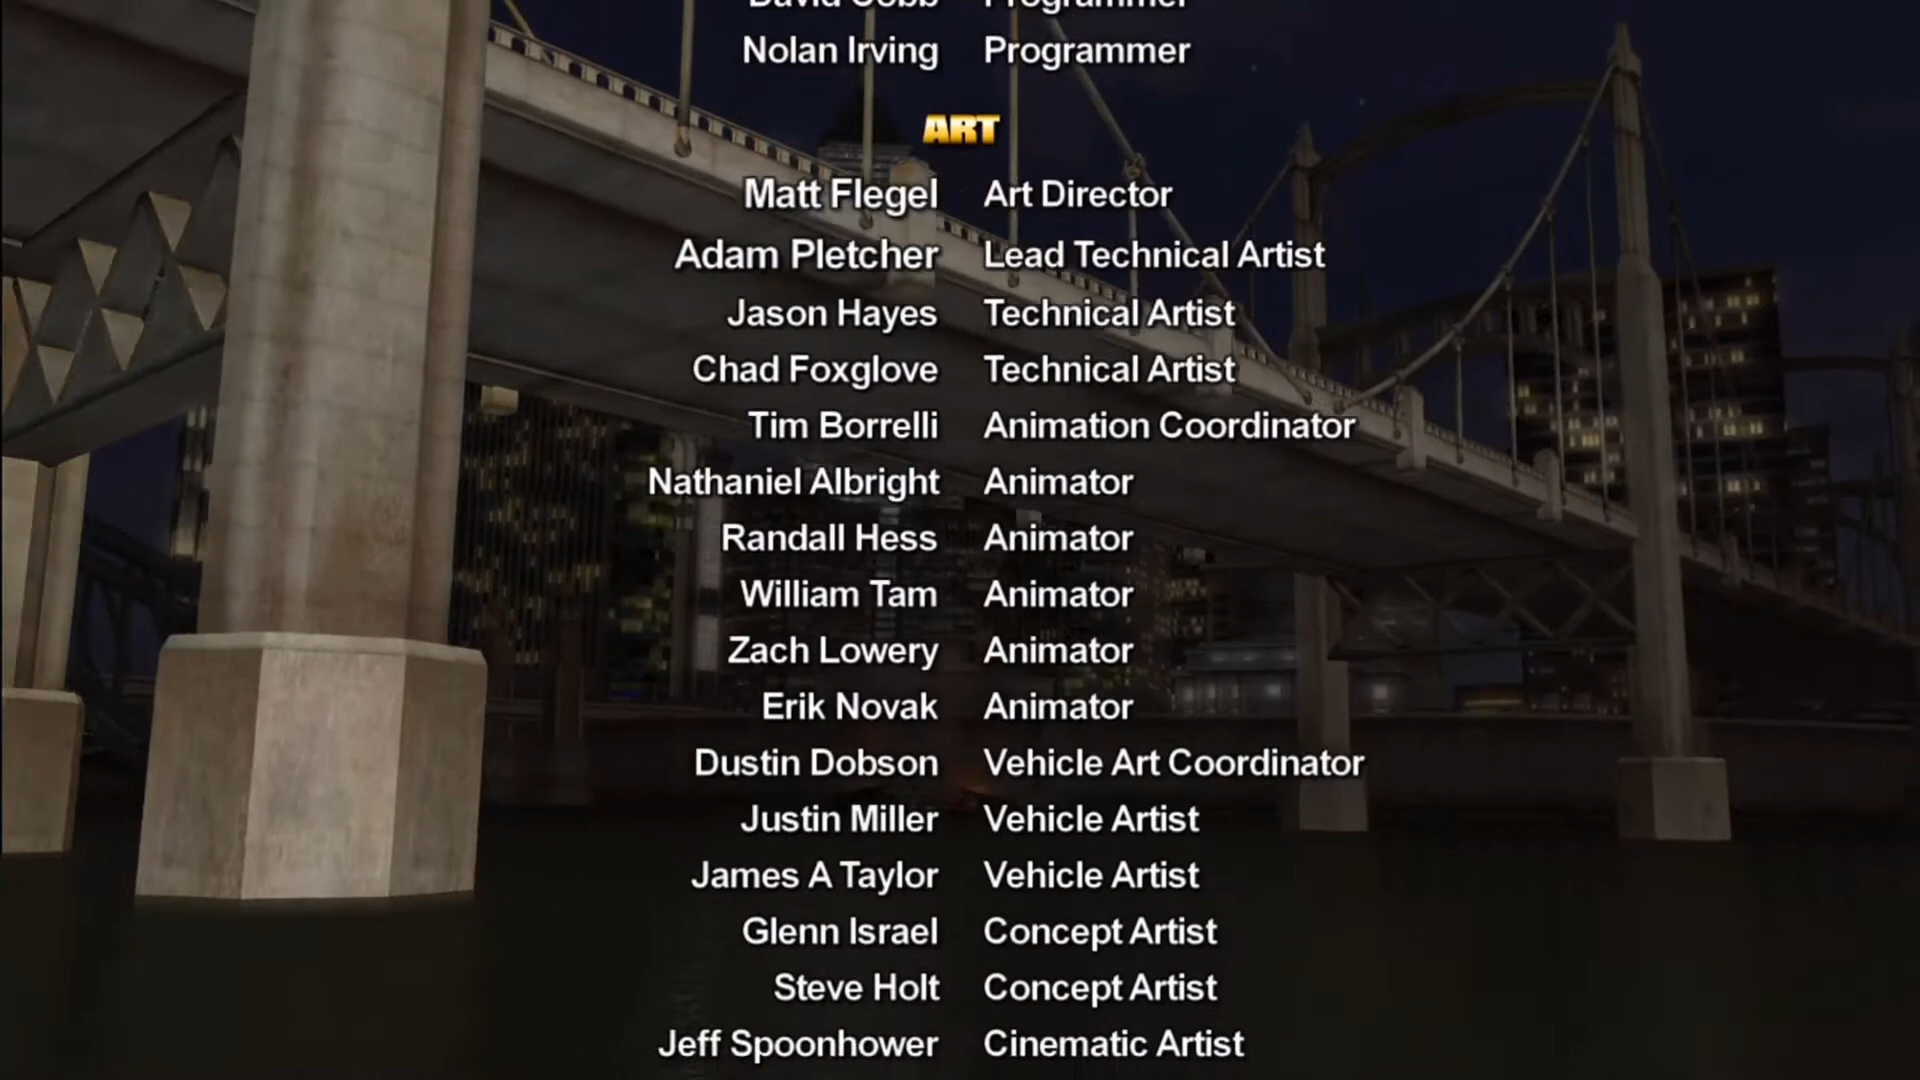 David Cobb Programmer
Nolan Irving Programmer
ART
Matt Flegel Art Director
Adam Pletcher Lead Technical Artist
Jason Hayes Technical Artist
Chad Foxglove Technical Artist
Tim Borrelli Animation Coordinator
Nathaniel Albright Animator
Randall Hess Animator
William Tam Animator
Zach Lowery Animator
Erik Novak Animator
Dustin Dobson Vehicle Art Coordinator
Justin Miller Vehicle Artist
James A Taylor Vehicle Artist
Glenn Israel Concept Artist
Steve Holt Concept Artist
Jeff Spoonhower Cinematic Artist